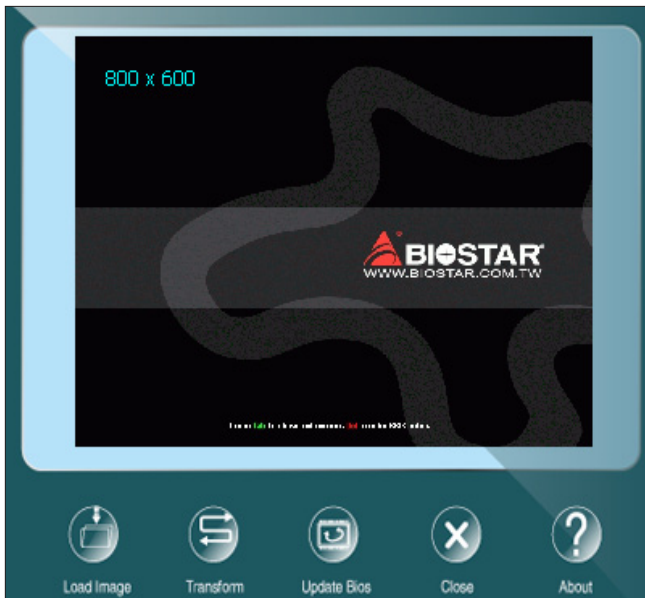 800 x 600
BIOSTAR
WWW.BIOSTAR.COM.TW
Load Image
Transform
Update Bios
Close
About